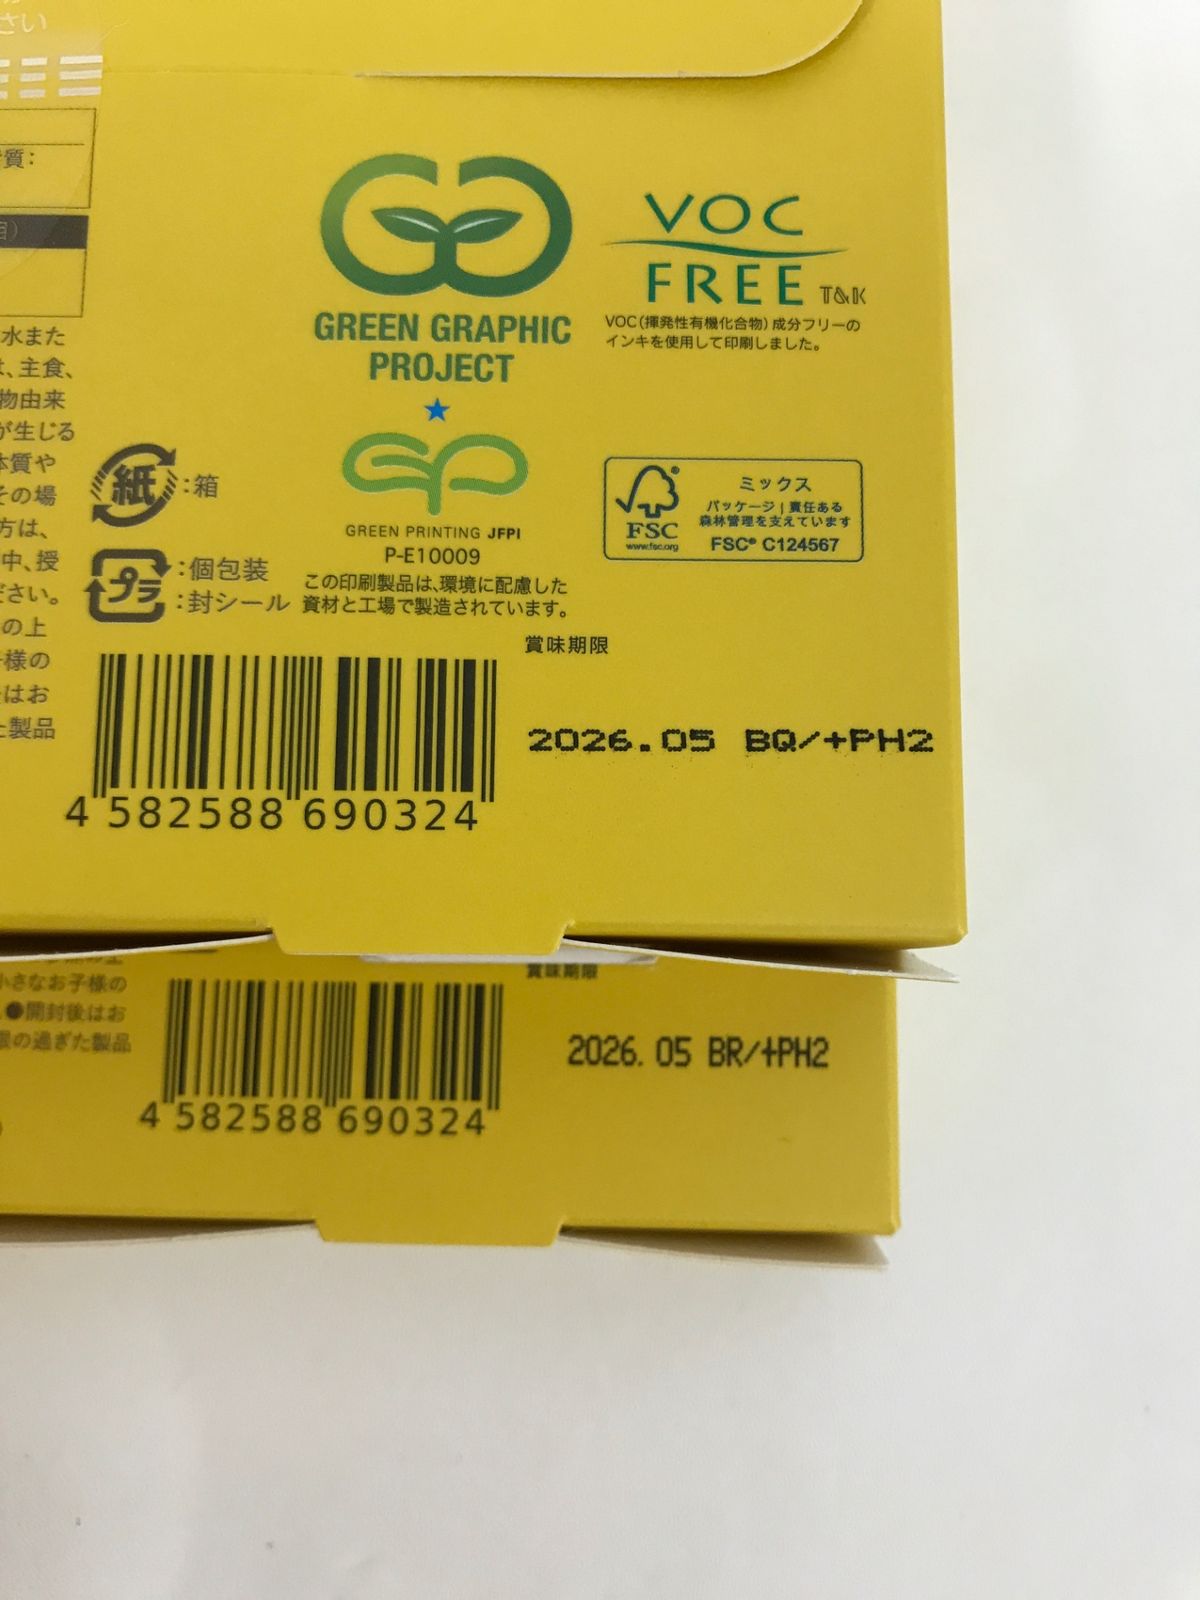 さい
質:
水また
、主食、
物由来
が生じる
体質や
その場
方は、
中、授
ださい。
の上
様の
はお
た製品
GREEN GRAPHIC
PROJECT
VOC
FREE T&K
VOC(揮発性有機化合物)成分フリーの
インキを使用して印刷しました。
紙:箱
プラ:個包装
:封シール
GREEN PRINTING JFPI
P-E10009
この印刷製品は、環境に配慮した
資材と工場で製造されています。
FSC
www.fsc.org
ミックス
パッケージ|責任ある
森林管理を支えています
FSC® C124567
賞味期限
2026.05 BQ/+PH2
4 582588 690324
小さなお子様の
●開封後はお
限の過ぎた製品
賞味期限
2026.05 BR/+PH2
4 582588 690324